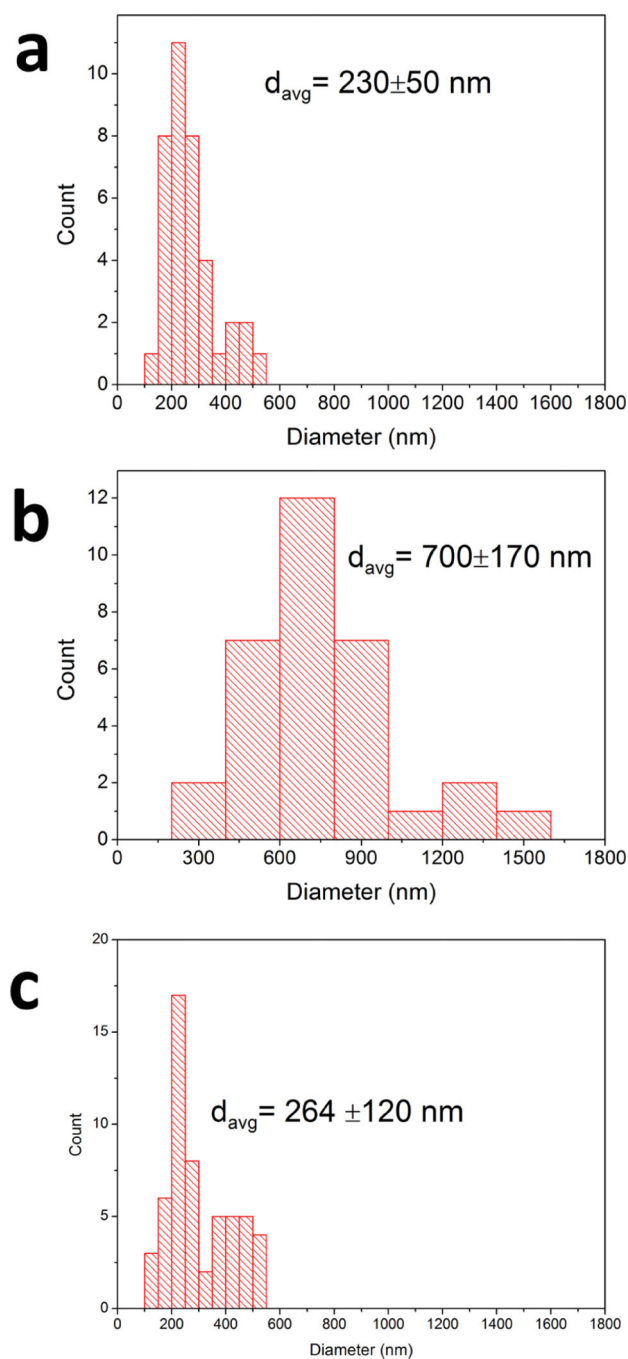 a
d_avg= 230±50 nm
10
8
6
4
2
0
Count
0 200 400 600 800 1000 1200 1400 1600 1800
Diameter (nm)
b
d_avg= 700±170 nm
12
10
8
6
4
2
0
Count
0 300 600 900 1200 1500 1800
Diameter (nm)
c
d_avg= 264 ±120 nm
20
15
10
5
0
Count
0 200 400 600 800 1000 1200 1400 1600 1800
Diameter (nm)